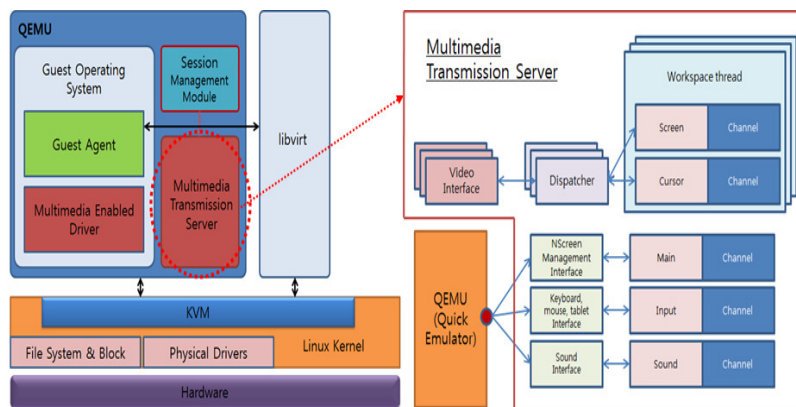 QEMU
Guest Operating
System
Session
Management
Module
Guest Agent
Multimedia Enabled
Driver
Multimedia
Transmission
Server
libvirt
KVM
File System & Block
Physical Drivers
Linux Kernel
Hardware
Multimedia
Transmission Server
Workspace thread
Screen
Channel
Cursor
Channel
Video
Interface
Dispatcher
QEMU
(Quick
Emulator)
NScreen
Management
Interface
Main
Channel
Keyboard,
mouse, tablet
Interface
Input
Channel
Sound
Interface
Sound
Channel